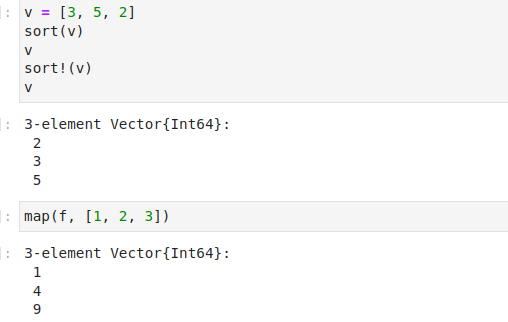 ]: v = [3, 5, 2]
sort(v)
v
sort!(v)
v
]: 3-element Vector{Int64}:
2
3
5
]: map(f, [1, 2, 3])
]: 3-element Vector{Int64}:
1
4
9